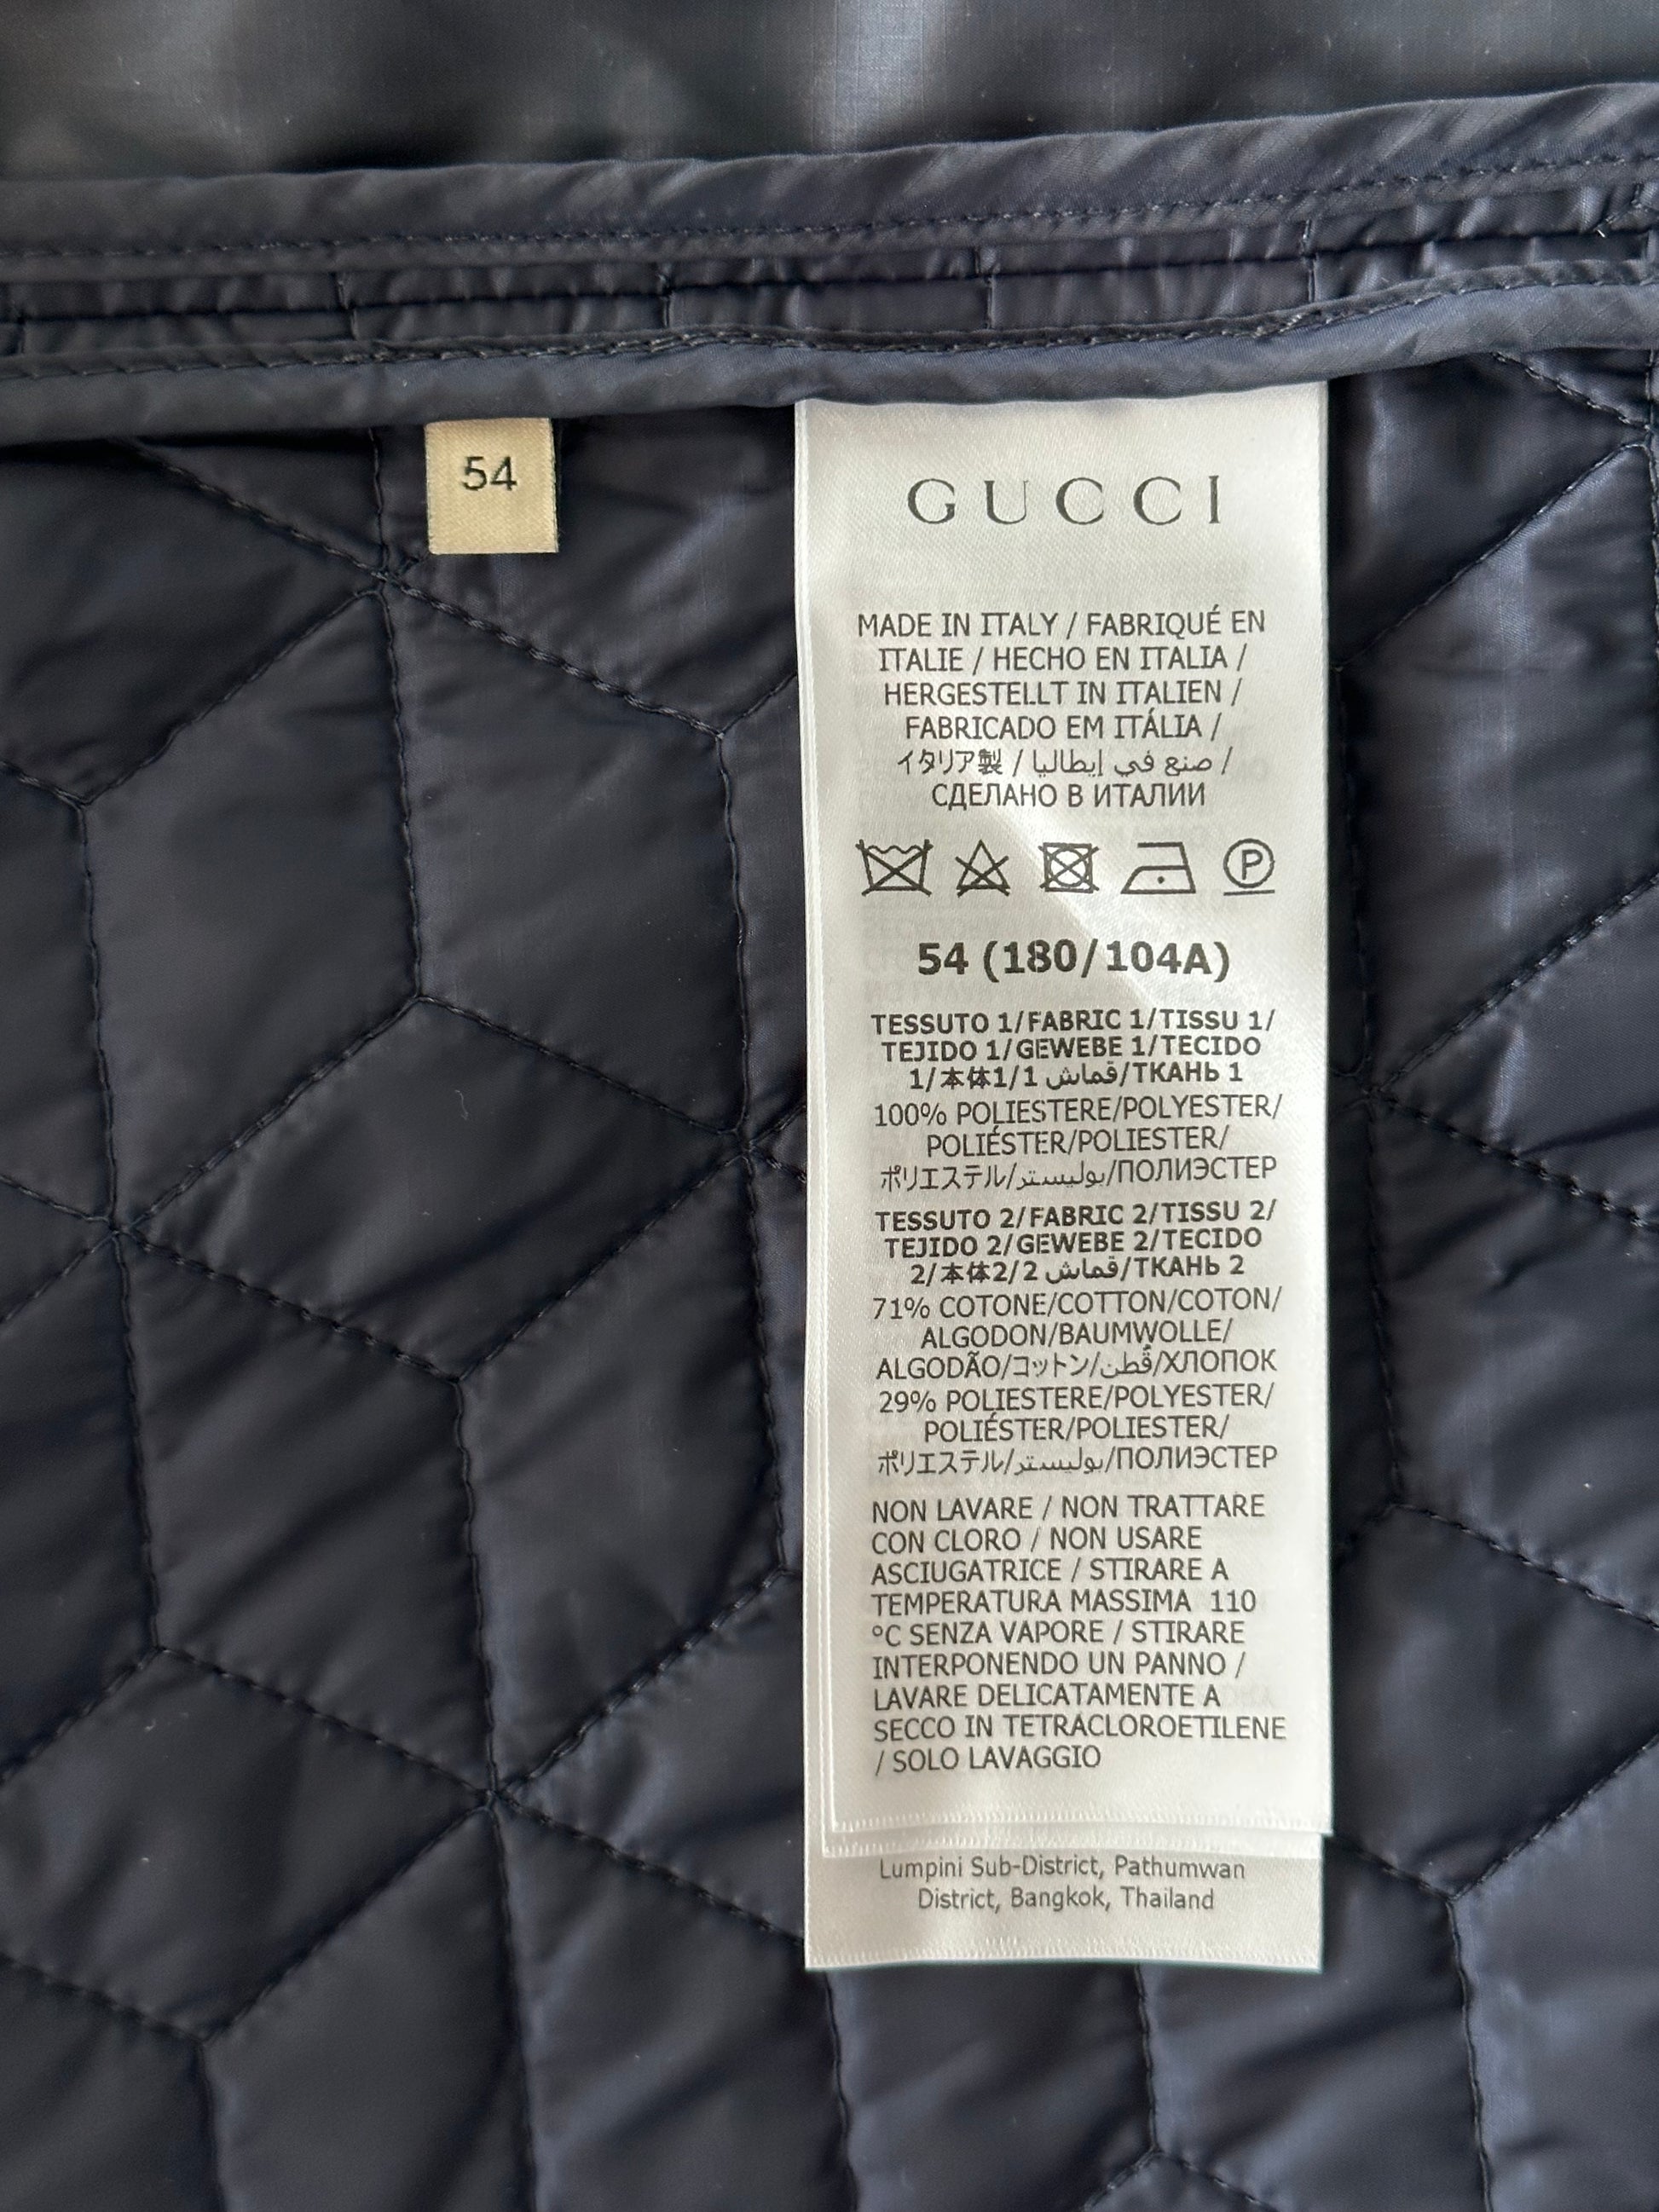 54
GUCCI
MADE IN ITALY / FABRIQUÉ EN
ITALIE / HECHO EN ITALIA /
HERGESTELLT IN ITALIEN /
FABRICADO EM ITÁLIA /
イタリア製 / صنع في إيطاليا /
СДЕЛАНО В ИТАЛИИ
P
54 (180/104A)
TESSUTO 1/FABRIC 1/TISSU 1/
TEJIDO 1/GEWEBE 1/TECIDO
1/本体1/1 قماش/ТКАНЬ 1
100% POLIESTERE/POLYESTER/
POLIÉSTER/POLIESTER/
ポリエステル/بوليستر/ПОЛИЭСТЕР
TESSUTO 2/FABRIC 2/TISSU 2/
TEJIDO 2/GEWEBE 2/TECIDO
2/本体2/2 قماش/ТКАНЬ 2
71% COTONE/COTTON/COTON/
ALGODON/BAUMWOLLE/
ALGODÃO/コットン/قُطن/ХЛОПОК
29% POLIESTERE/POLYESTER/
POLIÉSTER/POLIESTER/
ポリエステル/بوليستر/ПОЛИЭСТЕР
NON LAVARE / NON TRATTARE
CON CLORO / NON USARE
ASCIUGATRICE / STIRARE A
TEMPERATURA MASSIMA 110
°C SENZA VAPORE / STIRARE
INTERPONENDO UN PANNO /
LAVARE DELICATAMENTE A
SECCO IN TETRACLOROETILENE
/ SOLO LAVAGGIO
Lumpini Sub-District, Pathumwan
District, Bangkok, Thailand